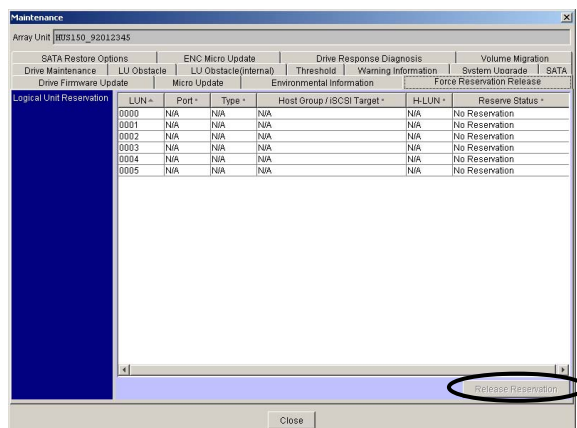 Maintenance
Array Unit HUS150_92012345
SATA Restore Options ENC Micro Update Drive Response Diagnosis Volume Migration
Drive Maintenance LU Obstacle LU Obstacle(internal) Threshold Warning Information System Upgrade SATA
Drive Firmware Update Micro Update Environmental Information Force Reservation Release
Logical Unit Reservation
LUN Port Type Host Group / iSCSI Target H-LUN Reserve Status
0000 N/A N/A N/A N/A No Reservation
0001 N/A N/A N/A N/A No Reservation
0002 N/A N/A N/A N/A No Reservation
0003 N/A N/A N/A N/A No Reservation
0004 N/A N/A N/A N/A No Reservation
0005 N/A N/A N/A N/A No Reservation
Release Reservation
Close